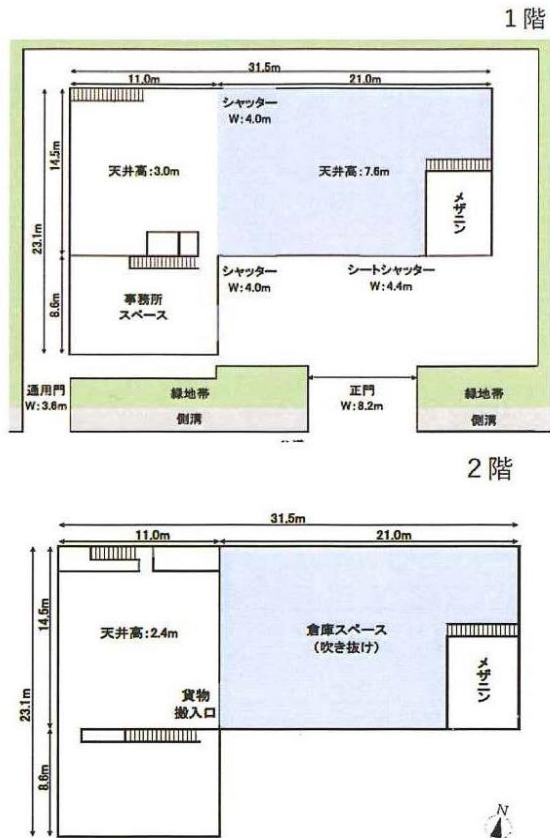 1階
31.5m
11.0m
21.0m
シャッター
W:4.0m
14.5m
天井高:3.0m
天井高:7.6m
メザニン
23.1m
シャッター
W:4.0m
シートシャッター
W:4.4m
事務所
スペース
8.6m
通用門
W:3.6m
緑地帯
側溝
正門
W:8.2m
緑地帯
側溝
2階
31.5m
11.0m
21.0m
14.5m
天井高:2.4m
倉庫スペース
(吹き抜け)
メザニン
23.1m
貨物
搬入口
8.6m
N